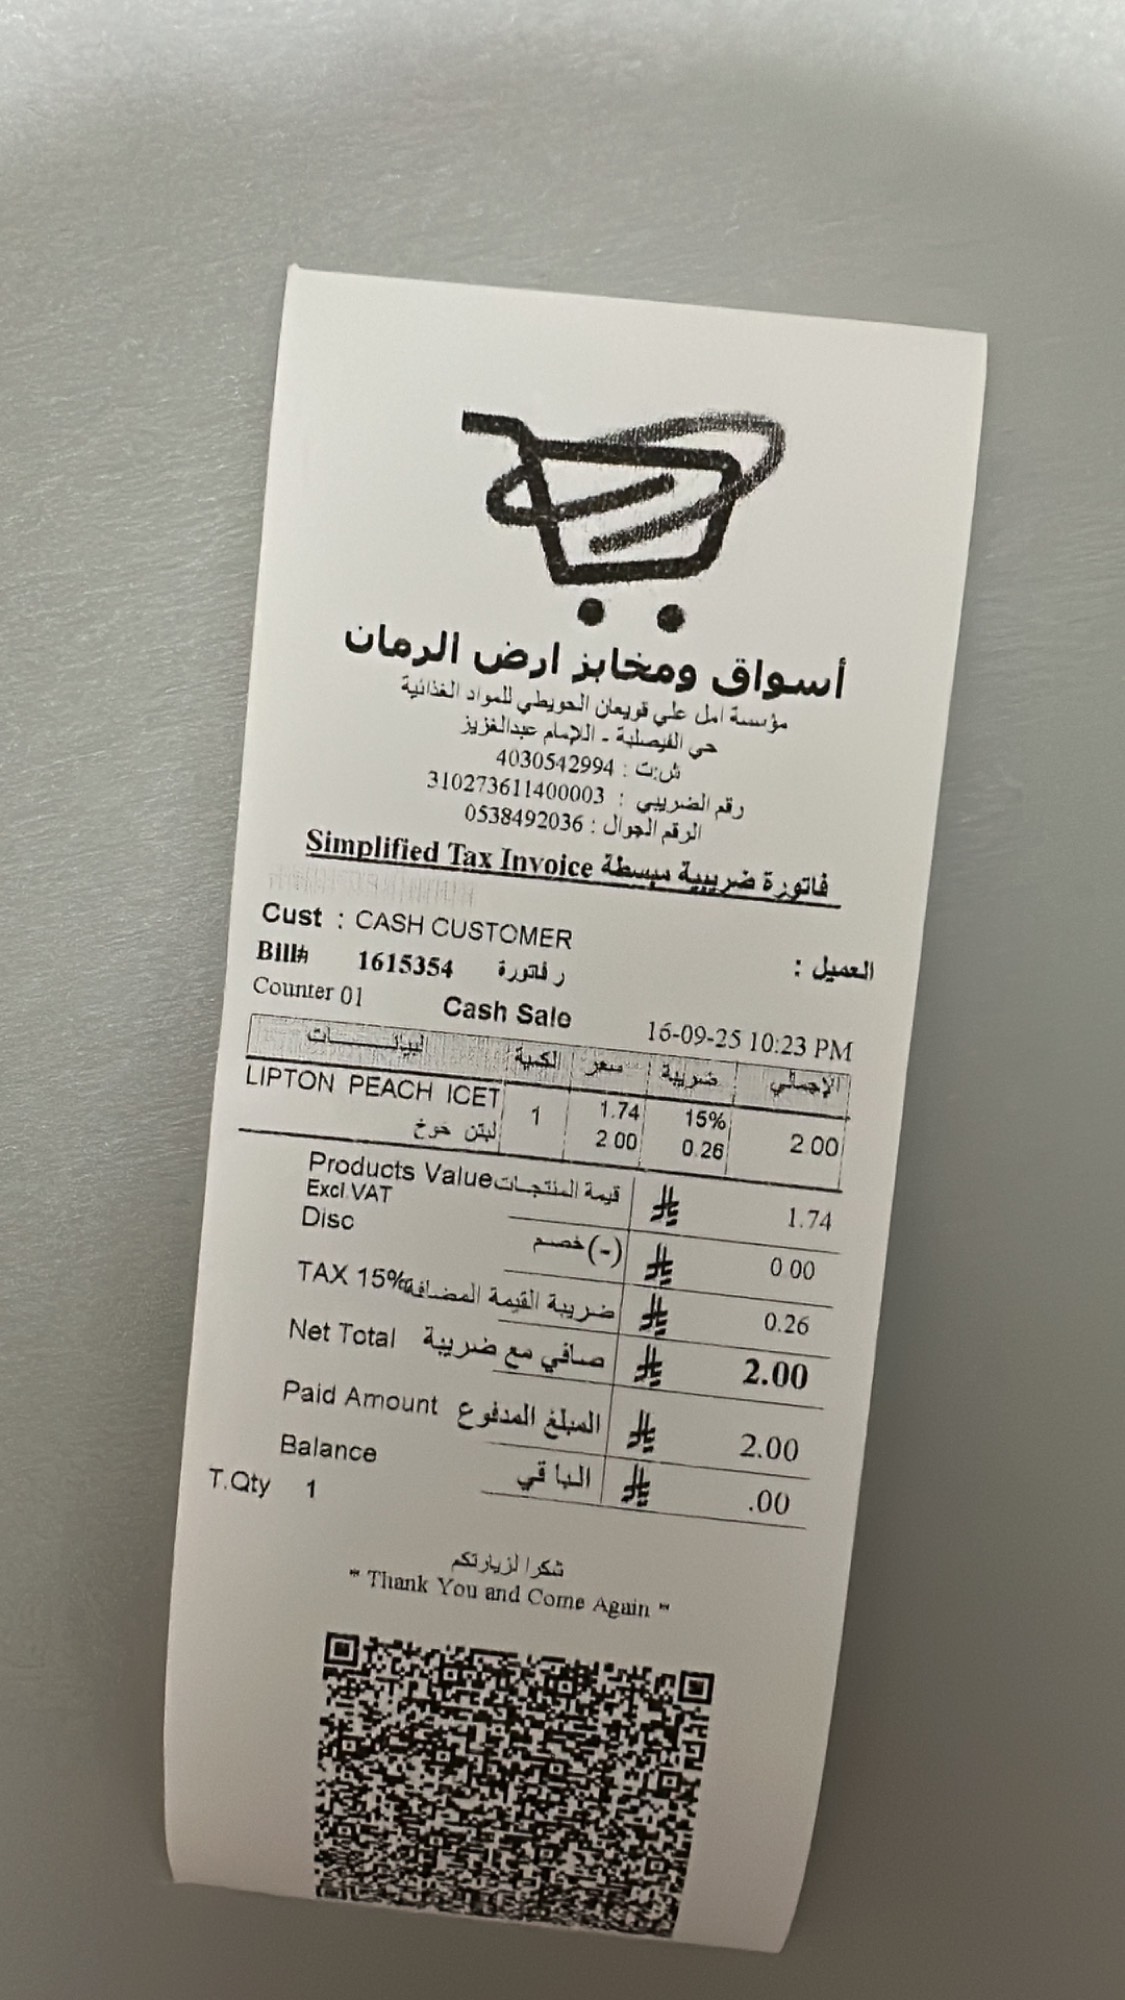 أسواق ومخابز ارض الرمان
مؤسسة امل علي قويعان الحويطي للمواد الغذائية
حي الفيصلية - اللإمام عبدالغزيز
ش:ت : 4030542994
رقم الضريبي : 310273611400003
الرقم الجوال : 0538492036
Simplified Tax Invoice فاتورة ضريبية مبسطة
Cust : CASH CUSTOMER العميل :
Bill# 1615354 ر فاتورة
Counter 01 Cash Sale 16-09-25 10:23 PM
الكمية سعر ضريبة الإجمالي
LIPTON PEACH ICET 1 1.74 15% 2.00
لبتن خوخ 2.00 0.26
Products Value قيمة المنتجات 1.74
Excl.VAT
Disc خصم (-) 0.00
TAX 15% ضريبة القيمة المضافة 0.26
Net Total صافي مع ضريبة 2.00
Paid Amount المبلغ المدفوع 2.00
Balance الباقي .00
T.Qty 1
شكرا لزيارتكم
" Thank You and Come Again "